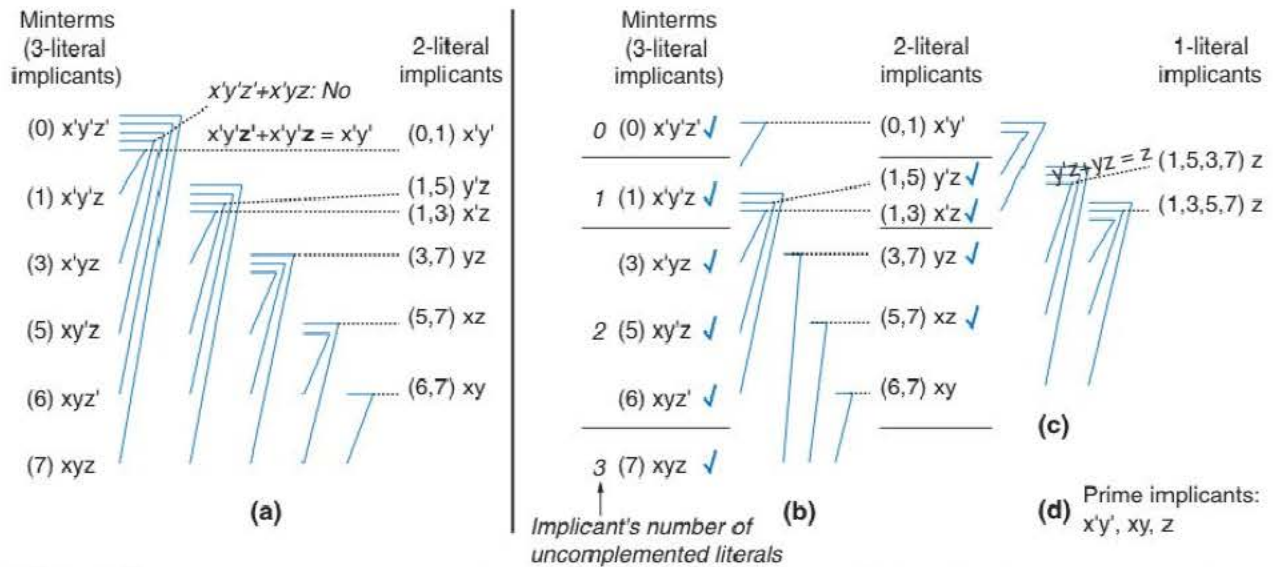 Minterms
(3-literal
implicants)
2-literal
implicants
x'y'z'+x'yz: No
(0) x'y'z'
x'y'z'+x'y'z = x'y'
(0,1) x'y'
(1) x'y'z
(1,5) y'z
(1,3) x'z
(3) x'yz
(3,7) yz
(5) xy'z
(5,7) xz
(6) xyz'
(6,7) xy
(7) xyz
(a)
Minterms
(3-literal
implicants)
2-literal
implicants
1-literal
implicants
0 (0) x'y'z' ✓
(0,1) x'y'
1 (1) x'y'z ✓
(1,5) y'z ✓
(1,3) x'z ✓
y'z+yz = z
(1,5,3,7) z
(1,3,5,7) z
(3) x'yz ✓
(3,7) yz ✓
2 (5) xy'z ✓
(5,7) xz ✓
(6) xyz' ✓
(6,7) xy
(c)
3 (7) xyz ✓
Implicant's number of
uncomplemented literals
(b)
(d) Prime implicants:
x'y', xy, z